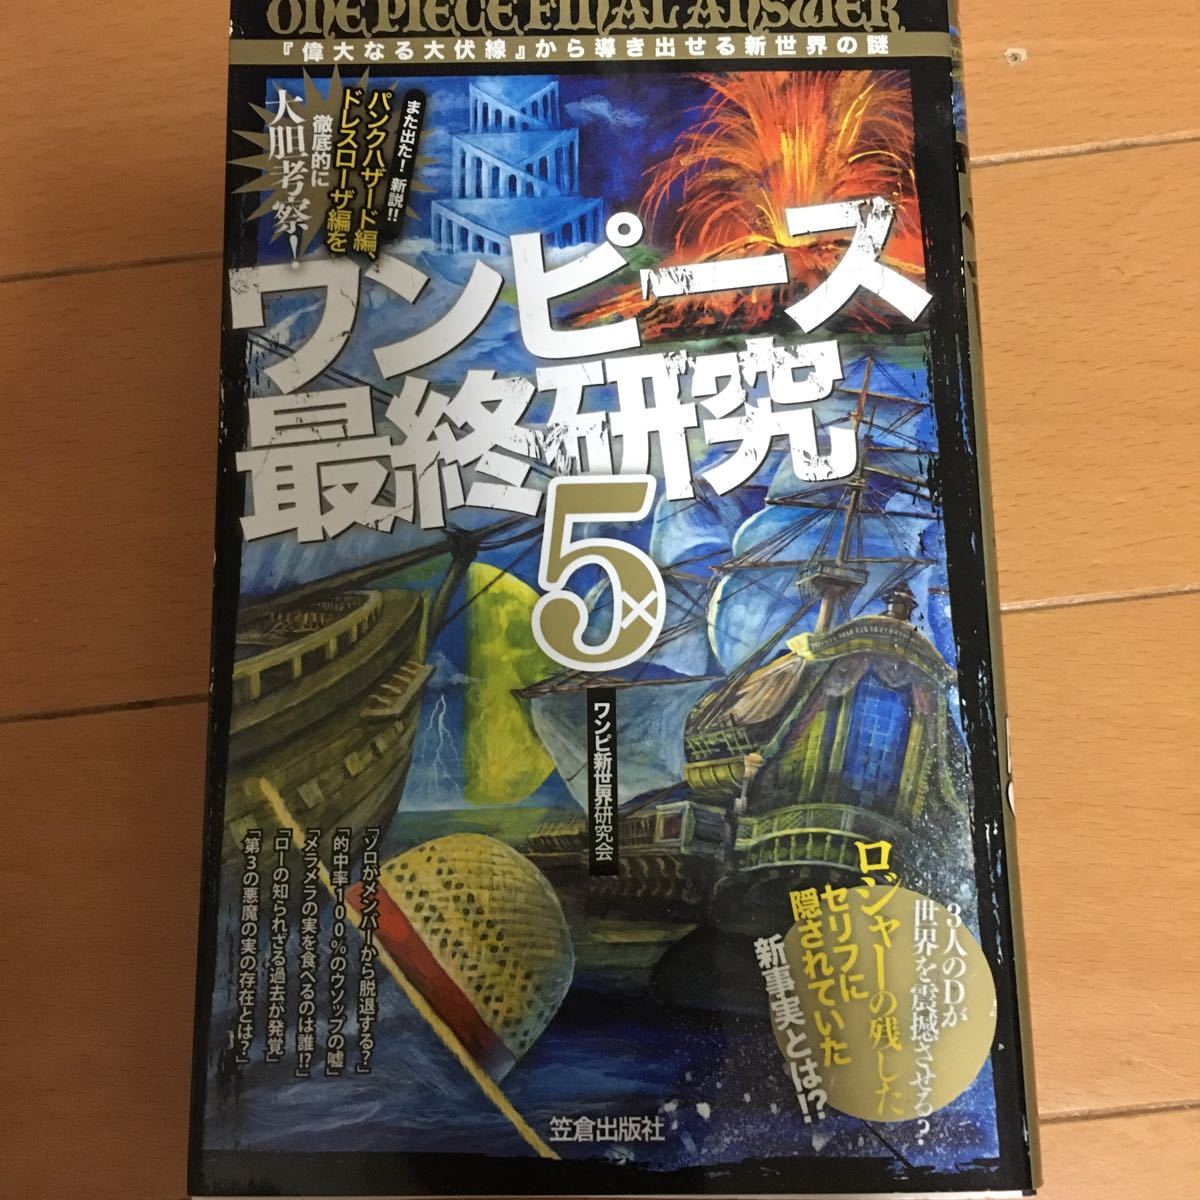 ONE PIECE FINAL ANSWER
『偉大なる大伏線』から導き出せる新世界の謎
また出た！新説!!
パンクハザード編、
ドレスローザ編を
徹底的に
大胆考察！
ワンピース
最終研究
5
ワンピ新世界研究会
「ゾロがメンバーから脱退する？」
「的中率100％のウソップの嘘」
「メラメラの実を食べるのは誰!?」
「ローの知られざる過去が発覚」
「第3の悪魔の実の存在とは？」
3人のDが
世界を震撼させる？
ロジャーの残した
セリフに
隠されていた
新事実とは!?
笠倉出版社